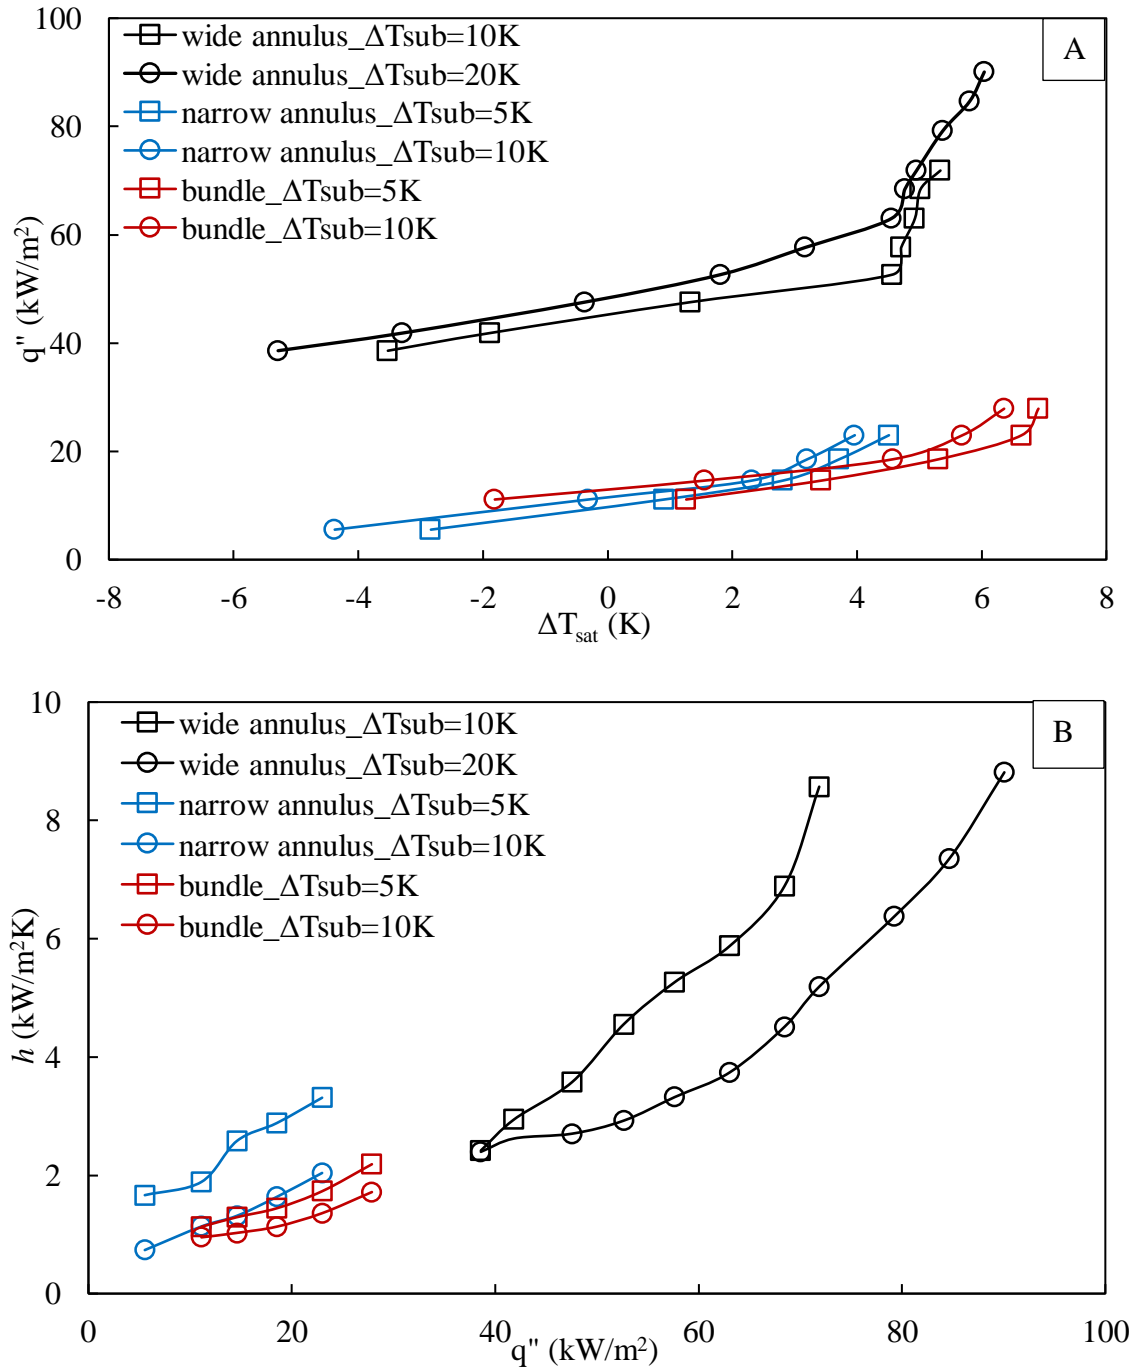 100
80
60
40
20
0
q'' (kW/m²)
wide annulus_ΔTsub=10K
wide annulus_ΔTsub=20K
narrow annulus_ΔTsub=5K
narrow annulus_ΔTsub=10K
bundle_ΔTsub=5K
bundle_ΔTsub=10K
A
-8 -6 -4 -2 0 2 4 6 8
ΔTsat (K)
10
8
6
4
2
0
h (kW/m²K)
wide annulus_ΔTsub=10K
wide annulus_ΔTsub=20K
narrow annulus_ΔTsub=5K
narrow annulus_ΔTsub=10K
bundle_ΔTsub=5K
bundle_ΔTsub=10K
B
0 20 40 60 80 100
q'' (kW/m²)